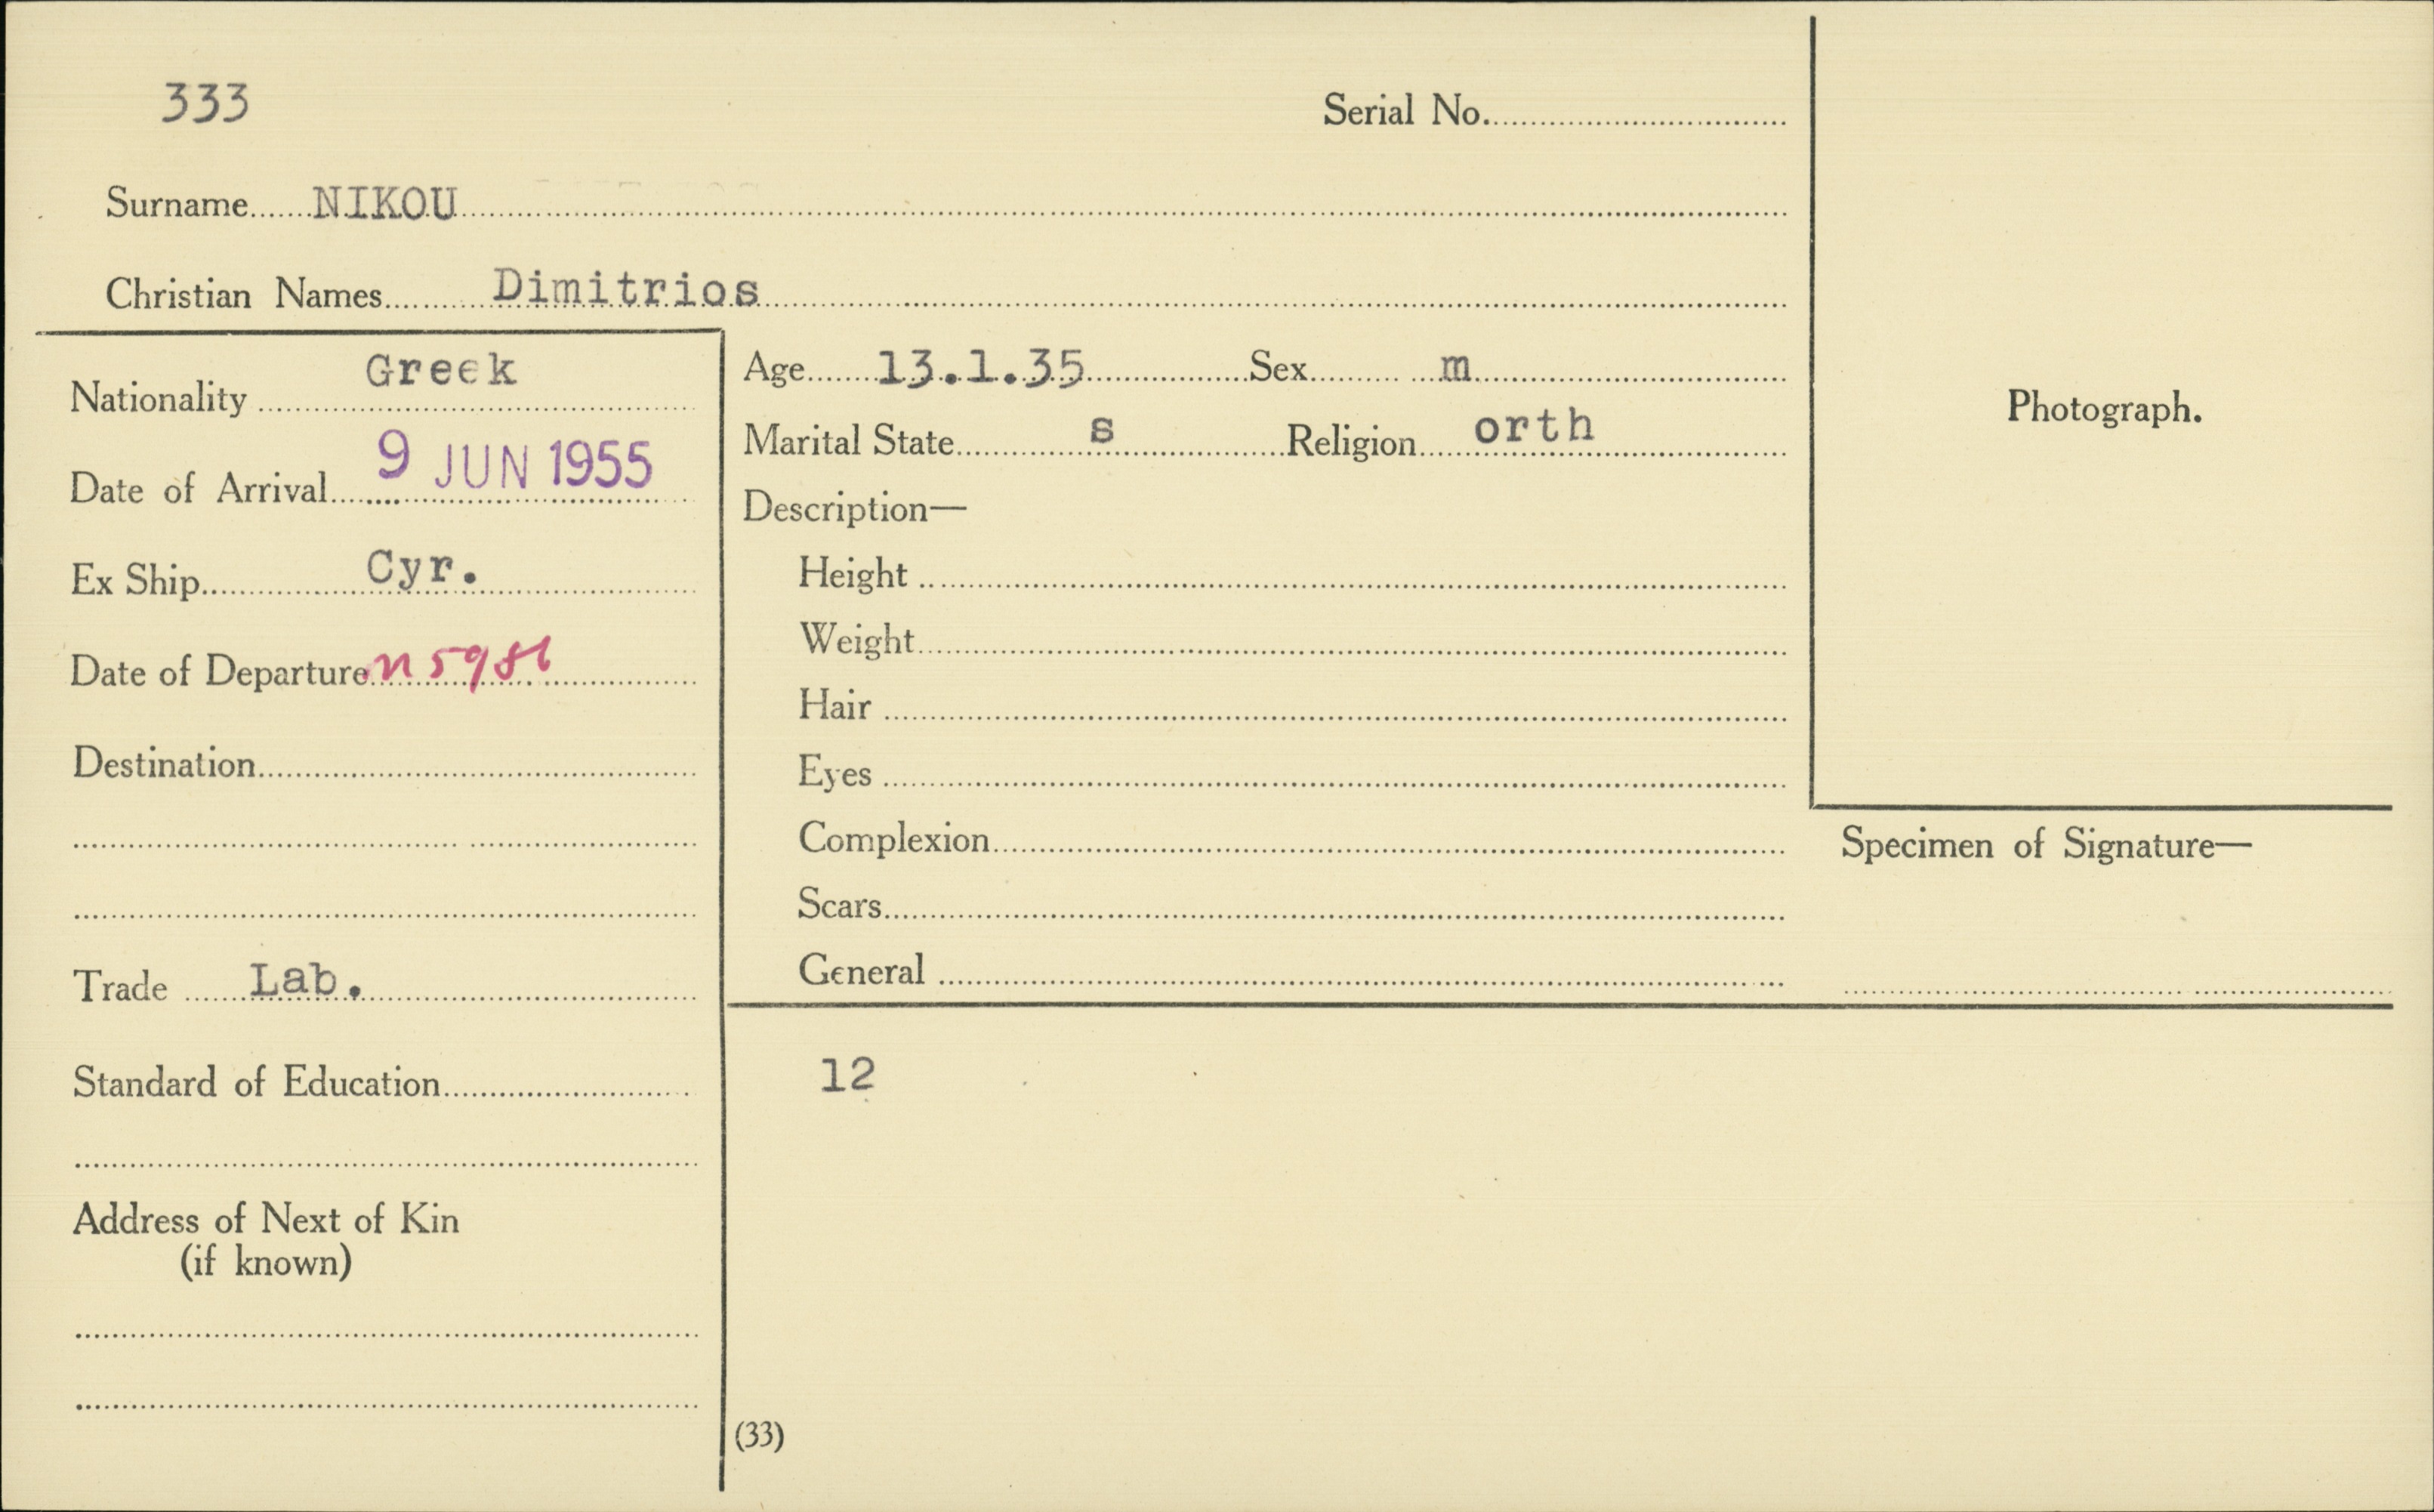 333
Serial No.
Surname NIKOU
Christian Names Dimitrios
Nationality Greek
Date of Arrival 9 JUN 1955
Ex Ship Cyr.
Date of Departure
Destination
Trade Lab.
Standard of Education
Address of Next of Kin
(if known)
Age 13.1.35 Sex m
Marital State s Religion orth
Description—
Height
Weight
Hair
Eyes
Complexion
Scars
General
12
(33)
Photograph.
Specimen of Signature—